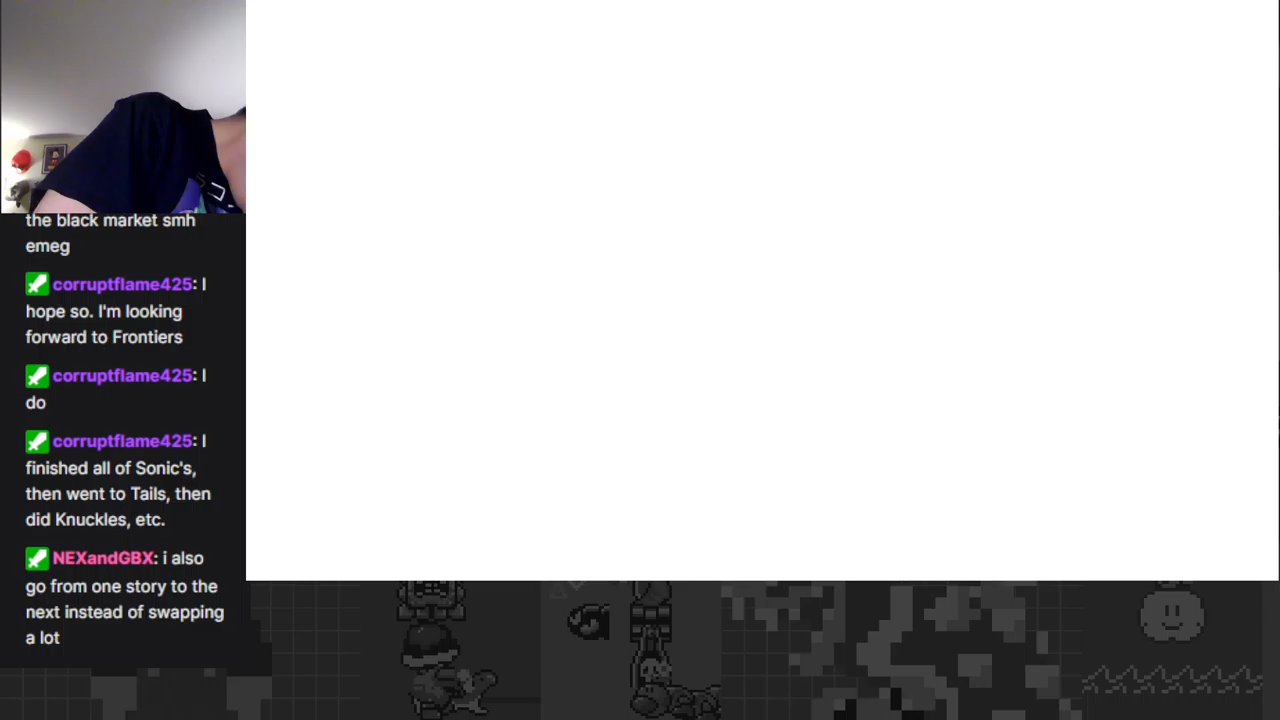 the black market smh
emeg
corruptflame425: I
hope so. I'm looking
forward to Frontiers
corruptflame425: I
do
corruptflame425: I
finished all of Sonic's,
then went to Tails, then
did Knuckles, etc.
NEXandGBX: i also
go from one story to the
next instead of swapping
a lot